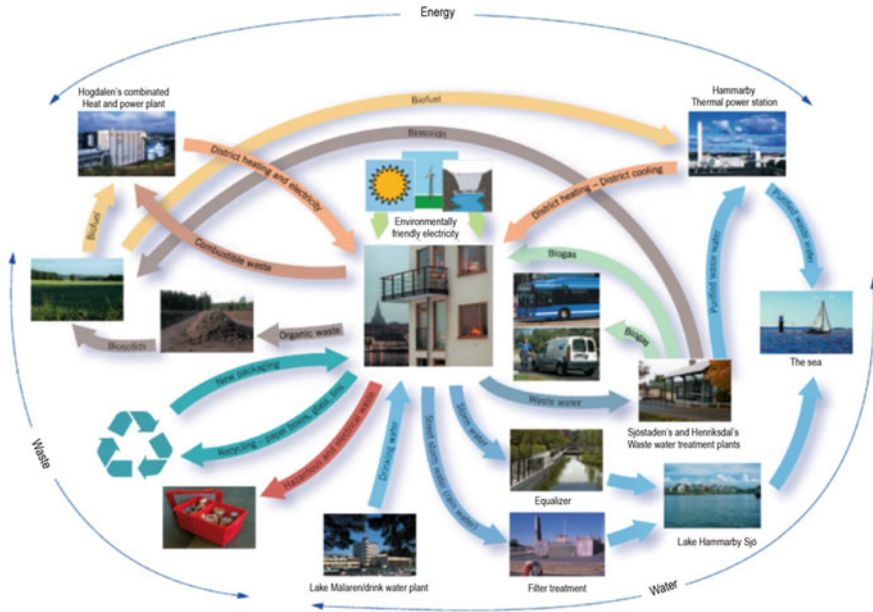 Energy
Hogdalen's combined
Heat and power plant
Hammarby
Thermal power station
Biofuel
Biosolids
District heating and electricity
District heating – District cooling
Environmentally
friendly electricity
Biofuel
Combustible waste
Biogas
Purified waste water
Purified waste water
Organic waste
Biosolids
Biogas
The sea
New packaging
Waste water
Recycling – paper boxes, glass, tins
Hazardous and electrical waste
Drinking water
Storm water
Street storm water (rain water)
Sjöstaden's and Henriksdal's
Waste water treatment plants
Waste
Equalizer
Lake Hammarby Sjö
Lake Malaren/drink water plant
Filter treatment
Water